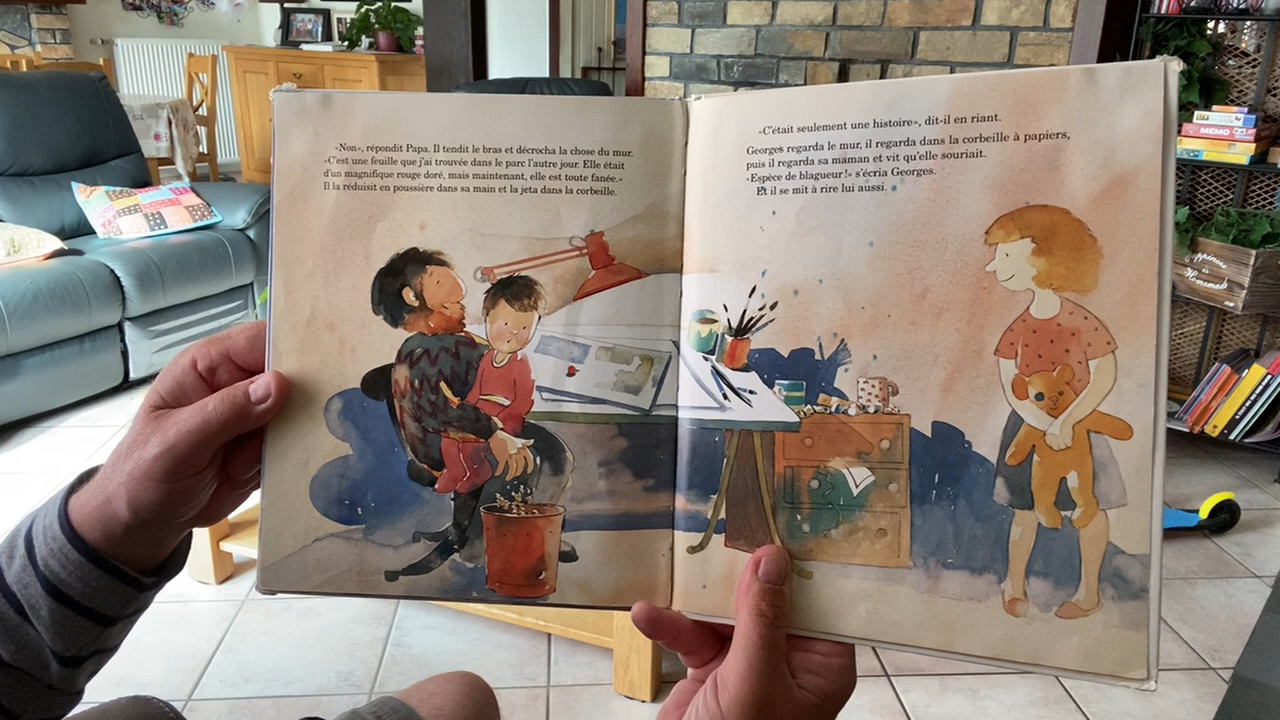 «Non», répondit Papa. Il tendit le bras et décrocha la chose du mur.
«C'est une feuille que j'ai trouvée dans le parc l'autre jour. Elle était
d'un magnifique rouge doré, mais maintenant, elle est toute fanée.»
Il la réduisit en poussière dans sa main et la jeta dans la corbeille.
«C'était seulement une histoire», dit-il en riant.
Georges regarda le mur, il regarda dans la corbeille à papiers,
puis il regarda sa maman et vit qu'elle souriait.
«Espèce de blagueur!» s'écria Georges.
Et il se mit à rire lui aussi.
MEMO
Homemade